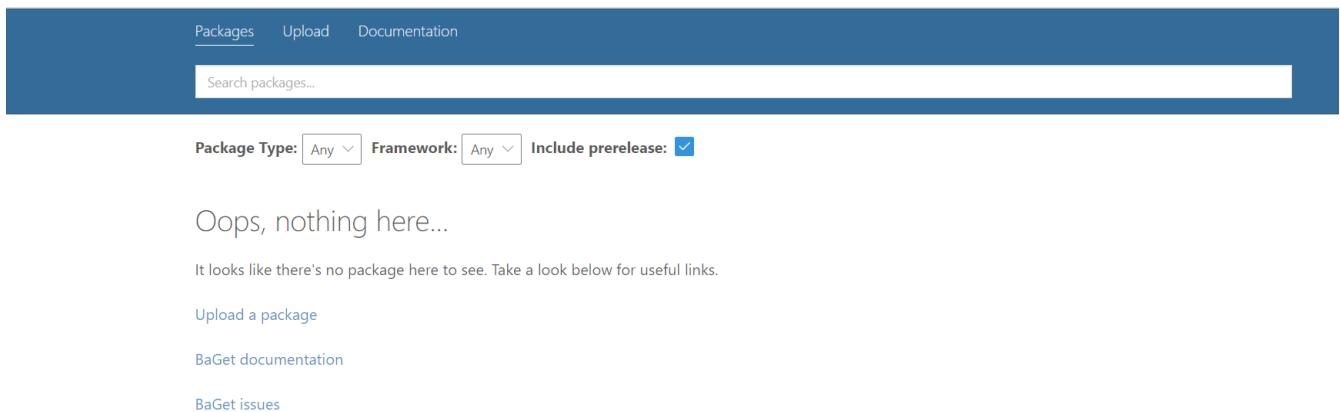 Packages Upload Documentation
Search packages...
Package Type: Any Framework: Any Include prerelease:
Oops, nothing here...
It looks like there's no package here to see. Take a look below for useful links.
Upload a package
BaGet documentation
BaGet issues